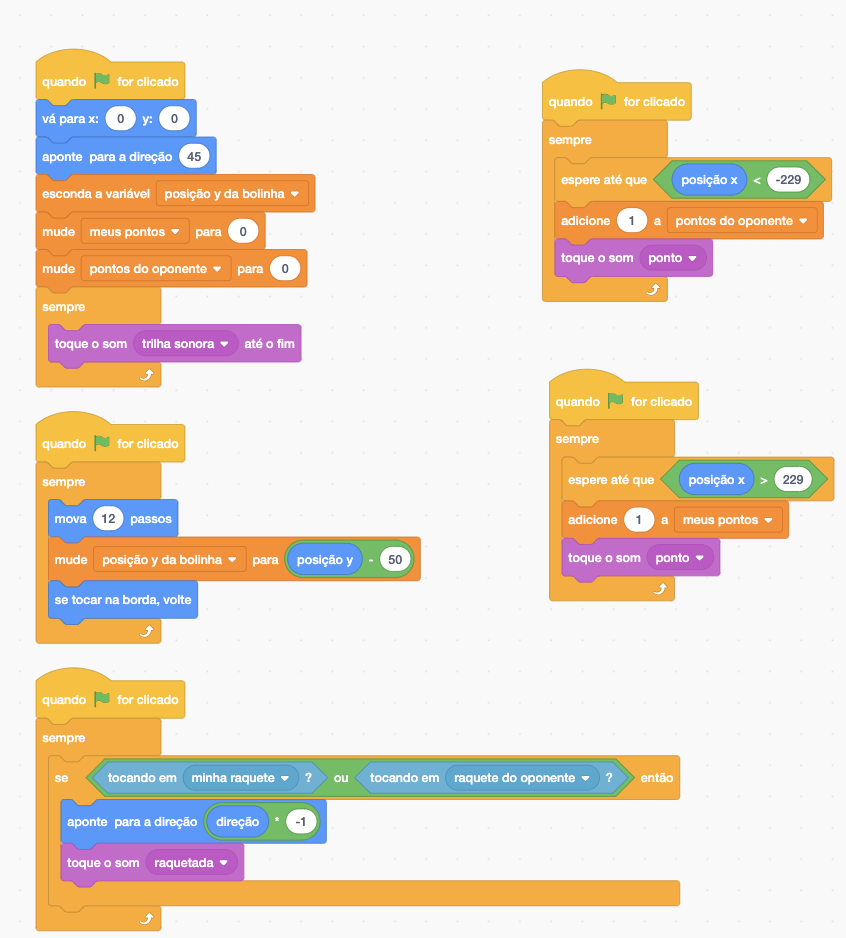 quando for clicado
vá para x: 0 y: 0
aponte para a direção 45
esconda a variável posição y da bolinha
mude meus pontos para 0
mude pontos do oponente para 0
sempre
toque o som trilha sonora até o fim
quando for clicado
sempre
mova 12 passos
mude posição y da bolinha para posição y - 50
se tocar na borda, volte
quando for clicado
sempre
se tocando em minha raquete ? ou tocando em raquete do oponente ? então
aponte para a direção direção * -1
toque o som raquetada
quando for clicado
sempre
espere até que posição x < -229
adicione 1 a pontos do oponente
toque o som ponto
quando for clicado
sempre
espere até que posição x > 229
adicione 1 a meus pontos
toque o som ponto